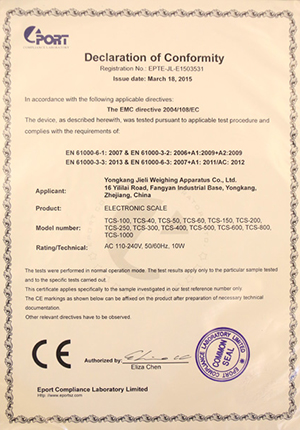 EPORT
Declaration of Conformity
Registration No.: EPTE-JL-E1503531
Issue date: March 18, 2015
In accordance with the following applicable directives:
The EMC directive 2004/108/EC
The device, as described herewith, was tested pursuant to applicable test procedure and
complies with the requirements of:
EN 61000-6-1: 2007 & EN 61000-3-2: 2006+A1:2009+A2:2009
EN 61000-3-3: 2013 & EN 61000-6-3: 2007+A1: 2011/AC: 2012
Applicant: Yongkang Jieli Weighing Apparatus Co., Ltd.
16 Yililai Road, Fangyan Industrial Base, Yongkang,
Zhejiang, China
Product: ELECTRONIC SCALE
TCS-100, TCS-40, TCS-50, TCS-60, TCS-150, TCS-200,
Model number: TCS-250, TCS-300, TCS-400, TCS-500, TCS-600, TCS-800,
TCS-1000
Rating/Technical: AC 110-240V, 50/60Hz, 10W
The tests were performed in normal operation mode. The test results apply only to the particular sample tested
and to the specific tests carried out.
This certificate applies specifically to the sample investigated in our test reference number only.
The CE markings as shown below can be affixed on the product after preparation of necessary technical
documentation.
Other relevant directives have to be observed.
CE
Authorized by:
Eliza Chen
EPORT COMPLIANCE LABORATORY LIMITED
COMMON SEAL
Eport Compliance Laboratory Limited